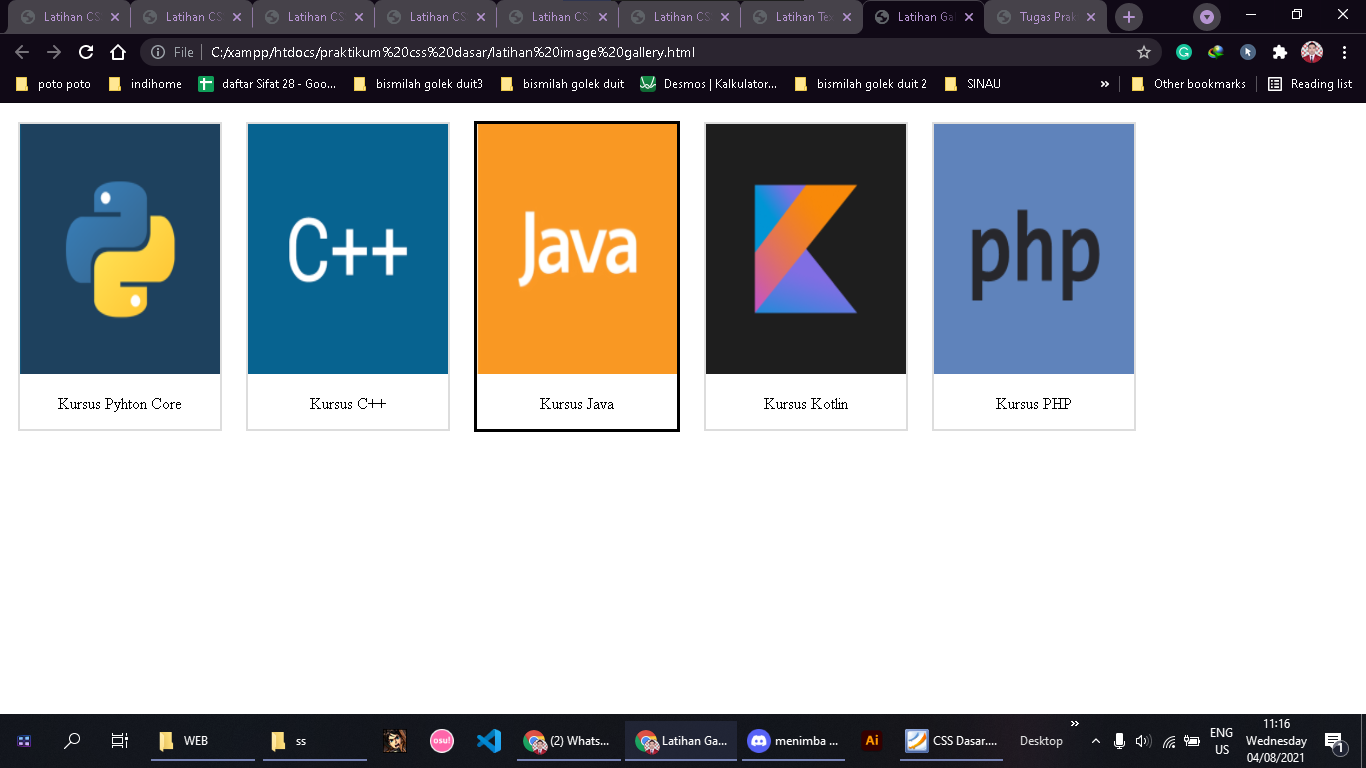 Latihan CS Latihan CS Latihan CS Latihan CS Latihan CS Latihan CS Latihan Tex Latihan Gal Tugas Prak
File C:/xampp/htdocs/praktikum%20css%20dasar/latihan%20image%20gallery.html
poto poto indihome daftar Sifat 28 - Goo... bismilah golek duit3 bismilah golek duit Desmos | Kalkulator... bismilah golek duit 2 SINAU » Other bookmarks Reading list
C++ Java php
Kursus Pyhton Core Kursus C++ Kursus Java Kursus Kotlin Kursus PHP
WEB ss osu! (2) Whats... Latihan Ga... menimba ... Ai CSS Dasar.... Desktop »
ENG
US
11:16
Wednesday
04/08/2021
1